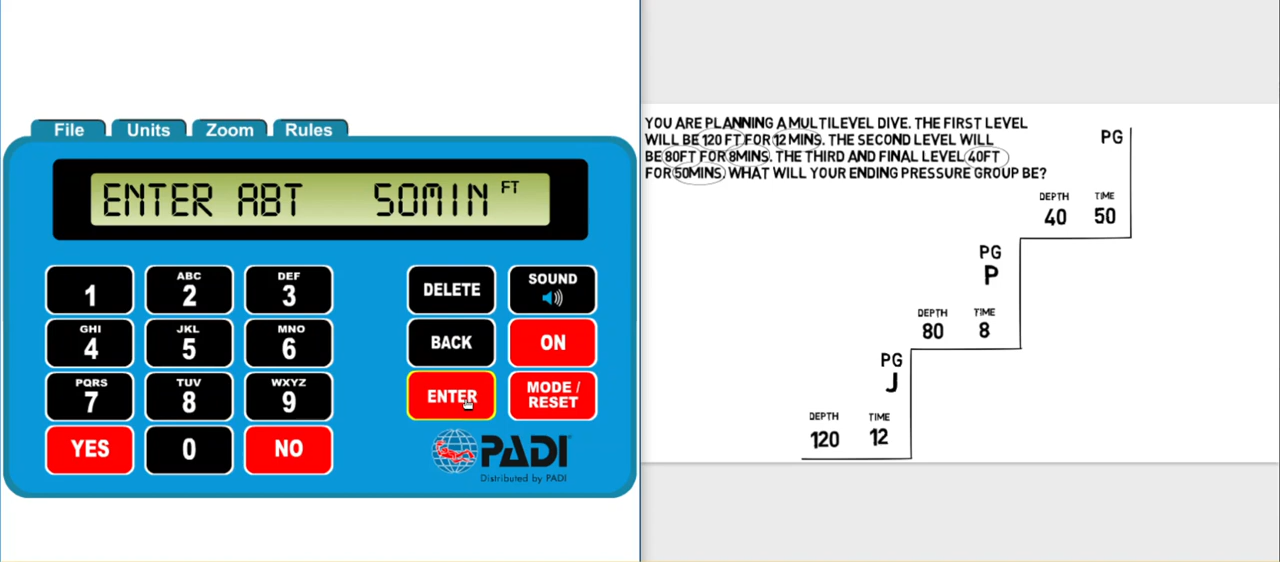 File Units Zoom Rules
ENTER ABT 50MIN FT
1
ABC
2
DEF
3
DELETE
SOUND
GHI
4
JKL
5
MNO
6
BACK
ON
PQRS
7
TUV
8
WXYZ
9
ENTER
MODE /
RESET
YES
0
NO
PADI
Distributed by PADI
YOU ARE PLANNING A MULTILEVEL DIVE. THE FIRST LEVEL
WILL BE 120 FT FOR 12 MINS. THE SECOND LEVEL WILL
BE 80FT FOR 8MINS. THE THIRD AND FINAL LEVEL 40FT
FOR 50MINS. WHAT WILL YOUR ENDING PRESSURE GROUP BE?
PG
DEPTH TIME
40 50
PG
P
DEPTH TIME
80 8
PG
J
DEPTH TIME
120 12